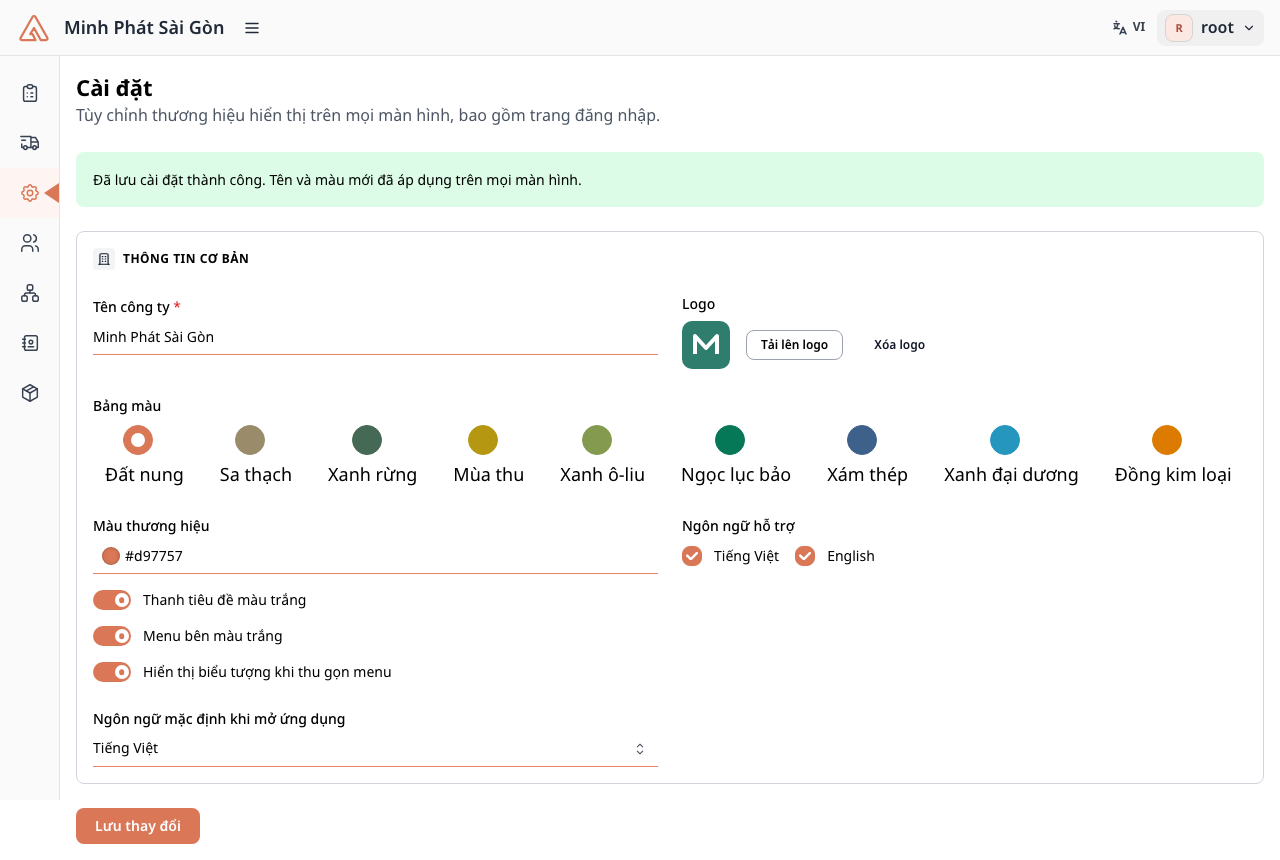 Minh Phát Sài Gòn
VI
R
root
Cài đặt
Tùy chỉnh thương hiệu hiển thị trên mọi màn hình, bao gồm trang đăng nhập.
Đã lưu cài đặt thành công. Tên và màu mới đã áp dụng trên mọi màn hình.
THÔNG TIN CƠ BẢN
Tên công ty *
Minh Phát Sài Gòn
Logo
Tải lên logo
Xóa logo
Bảng màu
Đất nung
Sa thạch
Xanh rừng
Mùa thu
Xanh ô-liu
Ngọc lục bảo
Xám thép
Xanh đại dương
Đồng kim loại
Màu thương hiệu
#d97757
Ngôn ngữ hỗ trợ
Tiếng Việt
English
Thanh tiêu đề màu trắng
Menu bên màu trắng
Hiển thị biểu tượng khi thu gọn menu
Ngôn ngữ mặc định khi mở ứng dụng
Tiếng Việt
Lưu thay đổi